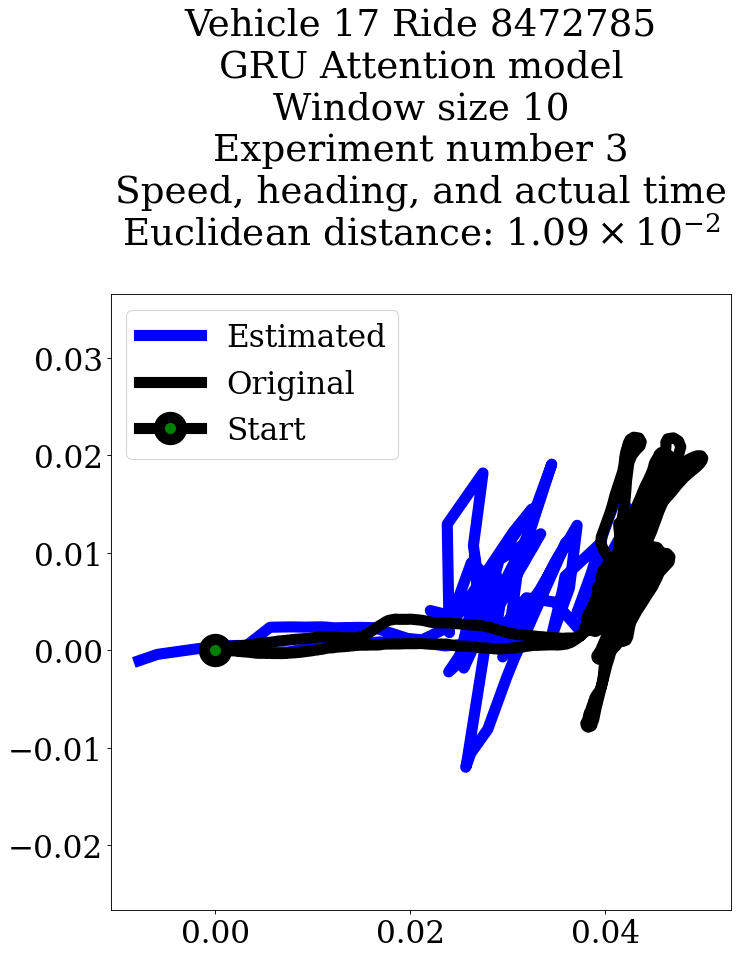 Vehicle 17 Ride 8472785
GRU Attention model
Window size 10
Experiment number 3
Speed, heading, and actual time
Euclidean distance: 1.09 × 10⁻²
Estimated
Original
Start
0.03
0.02
0.01
0.00
−0.01
−0.02
0.00 0.02 0.04